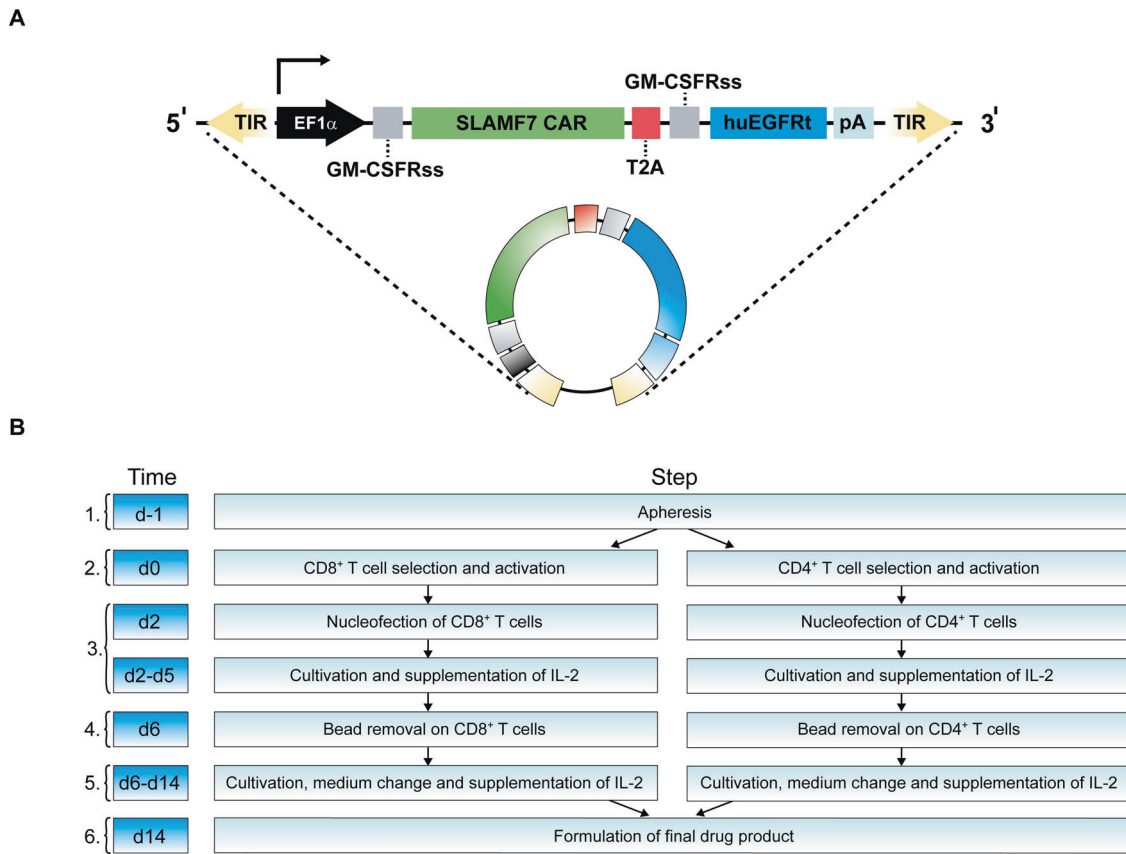 A
GM-CSFRss
5' TIR EF1α SLAMF7 CAR huEGFRt pA TIR 3'
GM-CSFRss T2A
B
Time Step
1. d-1 Apheresis
2. d0 CD8⁺ T cell selection and activation CD4⁺ T cell selection and activation
d2 Nucleofection of CD8⁺ T cells Nucleofection of CD4⁺ T cells
3.
d2-d5 Cultivation and supplementation of IL-2 Cultivation and supplementation of IL-2
4. d6 Bead removal on CD8⁺ T cells Bead removal on CD4⁺ T cells
5. d6-d14 Cultivation, medium change and supplementation of IL-2 Cultivation, medium change and supplementation of IL-2
6. d14 Formulation of final drug product